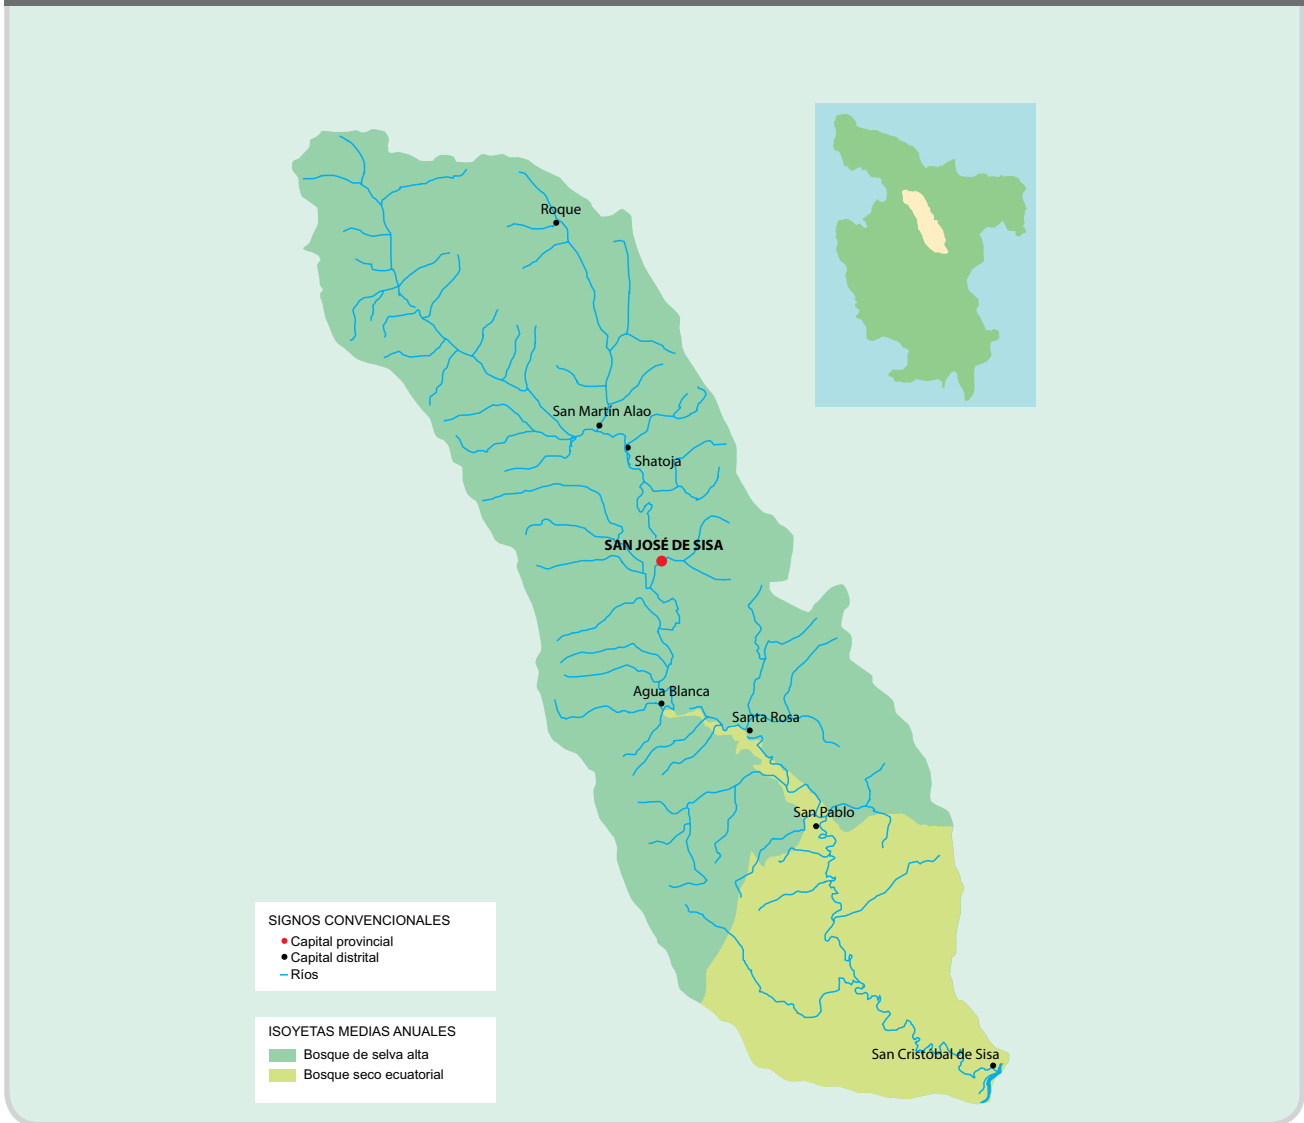 Roque
San Martín Alao
Shatoja
SAN JOSÉ DE SISA
Agua Blanca
Santa Rosa
San Pablo
San Cristóbal de Sisa
SIGNOS CONVENCIONALES
Capital provincial
Capital distrital
Ríos
ISOYETAS MEDIAS ANUALES
Bosque de selva alta
Bosque seco ecuatorial